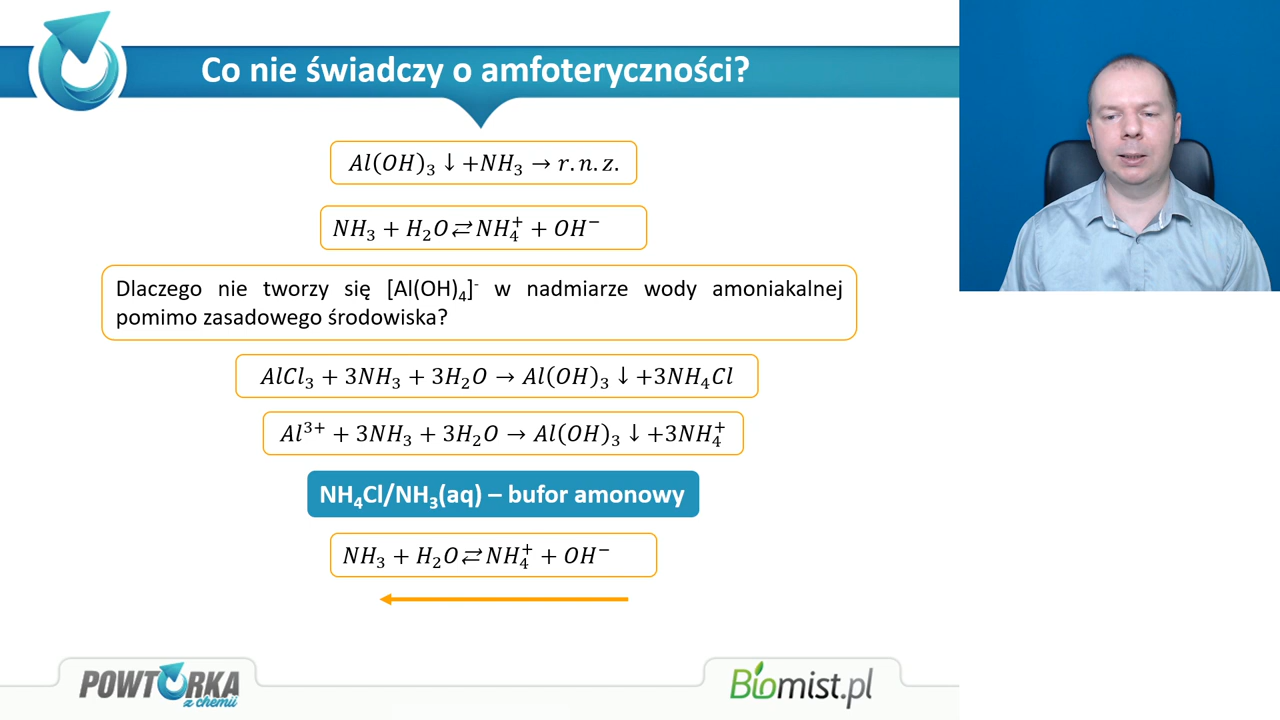 Co nie świadczy o amfoteryczności?
Al(OH)₃ ↓ +NH₃ → r.n.z.
NH₃ + H₂O ⇄ NH₄⁺ + OH⁻
Dlaczego nie tworzy się [Al(OH)₄]⁻ w nadmiarze wody amoniakalnej
pomimo zasadowego środowiska?
AlCl₃ + 3NH₃ + 3H₂O → Al(OH)₃ ↓ +3NH₄Cl
Al³⁺ + 3NH₃ + 3H₂O → Al(OH)₃ ↓ +3NH₄⁺
NH₄Cl/NH₃(aq) – bufor amonowy
NH₃ + H₂O ⇄ NH₄⁺ + OH⁻
POWTÓRKA
z chemii
Biomist.pl